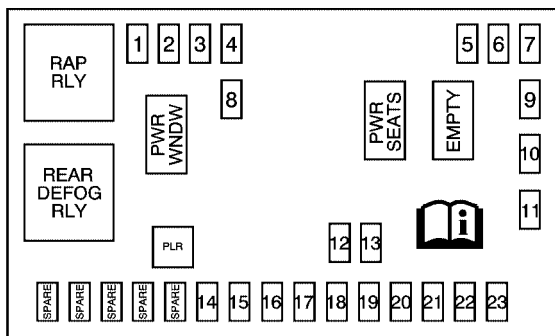 RAP
RLY
1
2
3
4
5
6
7
8
PWR
WNDW
PWR
SEATS
EMPTY
9
10
11
REAR
DEFOG
RLY
PLR
12
13
i
SPARE
SPARE
SPARE
SPARE
SPARE
14
15
16
17
18
19
20
21
22
23